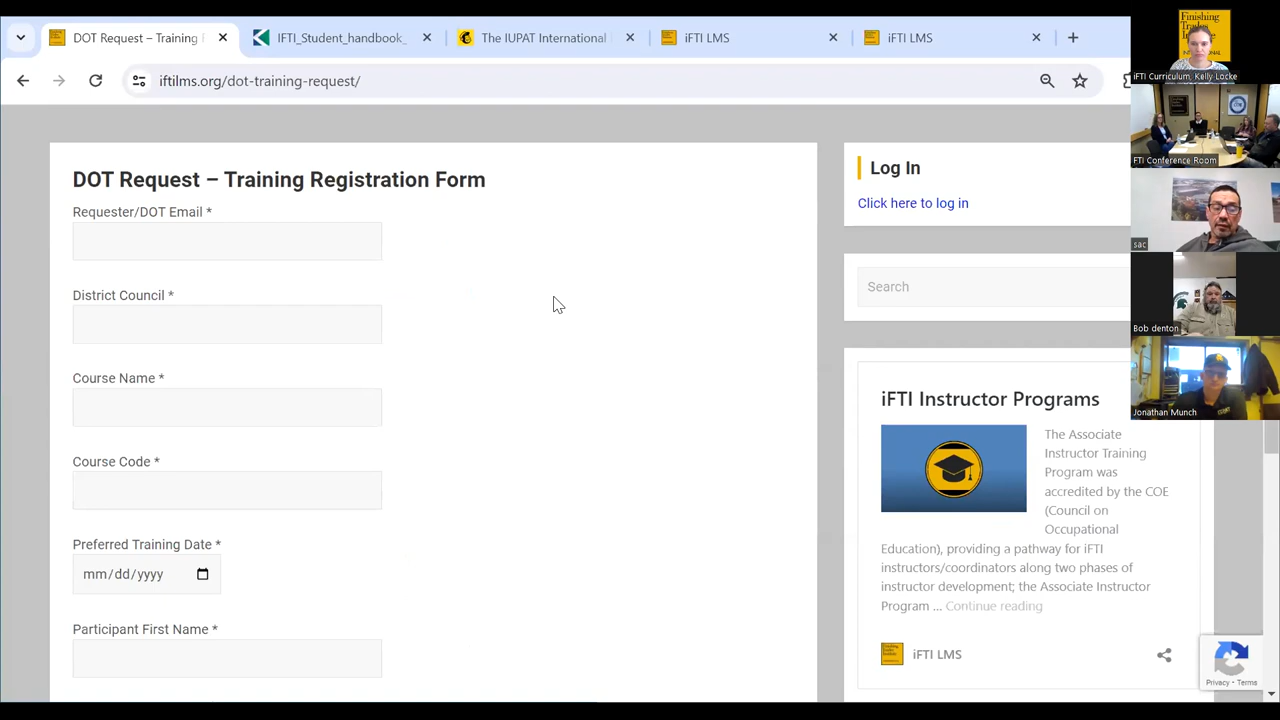 DOT Request – Training
IFTI_Student_Handbook_
IUPAT International
iFTI LMS
iFTI LMS
iftilms.org/dot-training-request/
DOT Request – Training Registration Form
Requester/DOT Email *
District Council *
Course Name *
Course Code *
Preferred Training Date *
mm/dd/yyyy
Participant First Name *
Log In
Click here to log in
Search
iFTI Instructor Programs
The Associate
Instructor Training
Program was
accredited by the COE
(Council on
Occupational
Education), providing a pathway for iFTI
instructors/coordinators along two phases of
instructor development; the Associate Instructor
Program ... Continue reading
iFTI LMS
Privacy - Terms
Finishing
Trades
Institute
INTERNATIONAL
iFTI Curriculum, Kelly Locke
FTI Conference Room
sac
Bob denton
Jonathan Munch